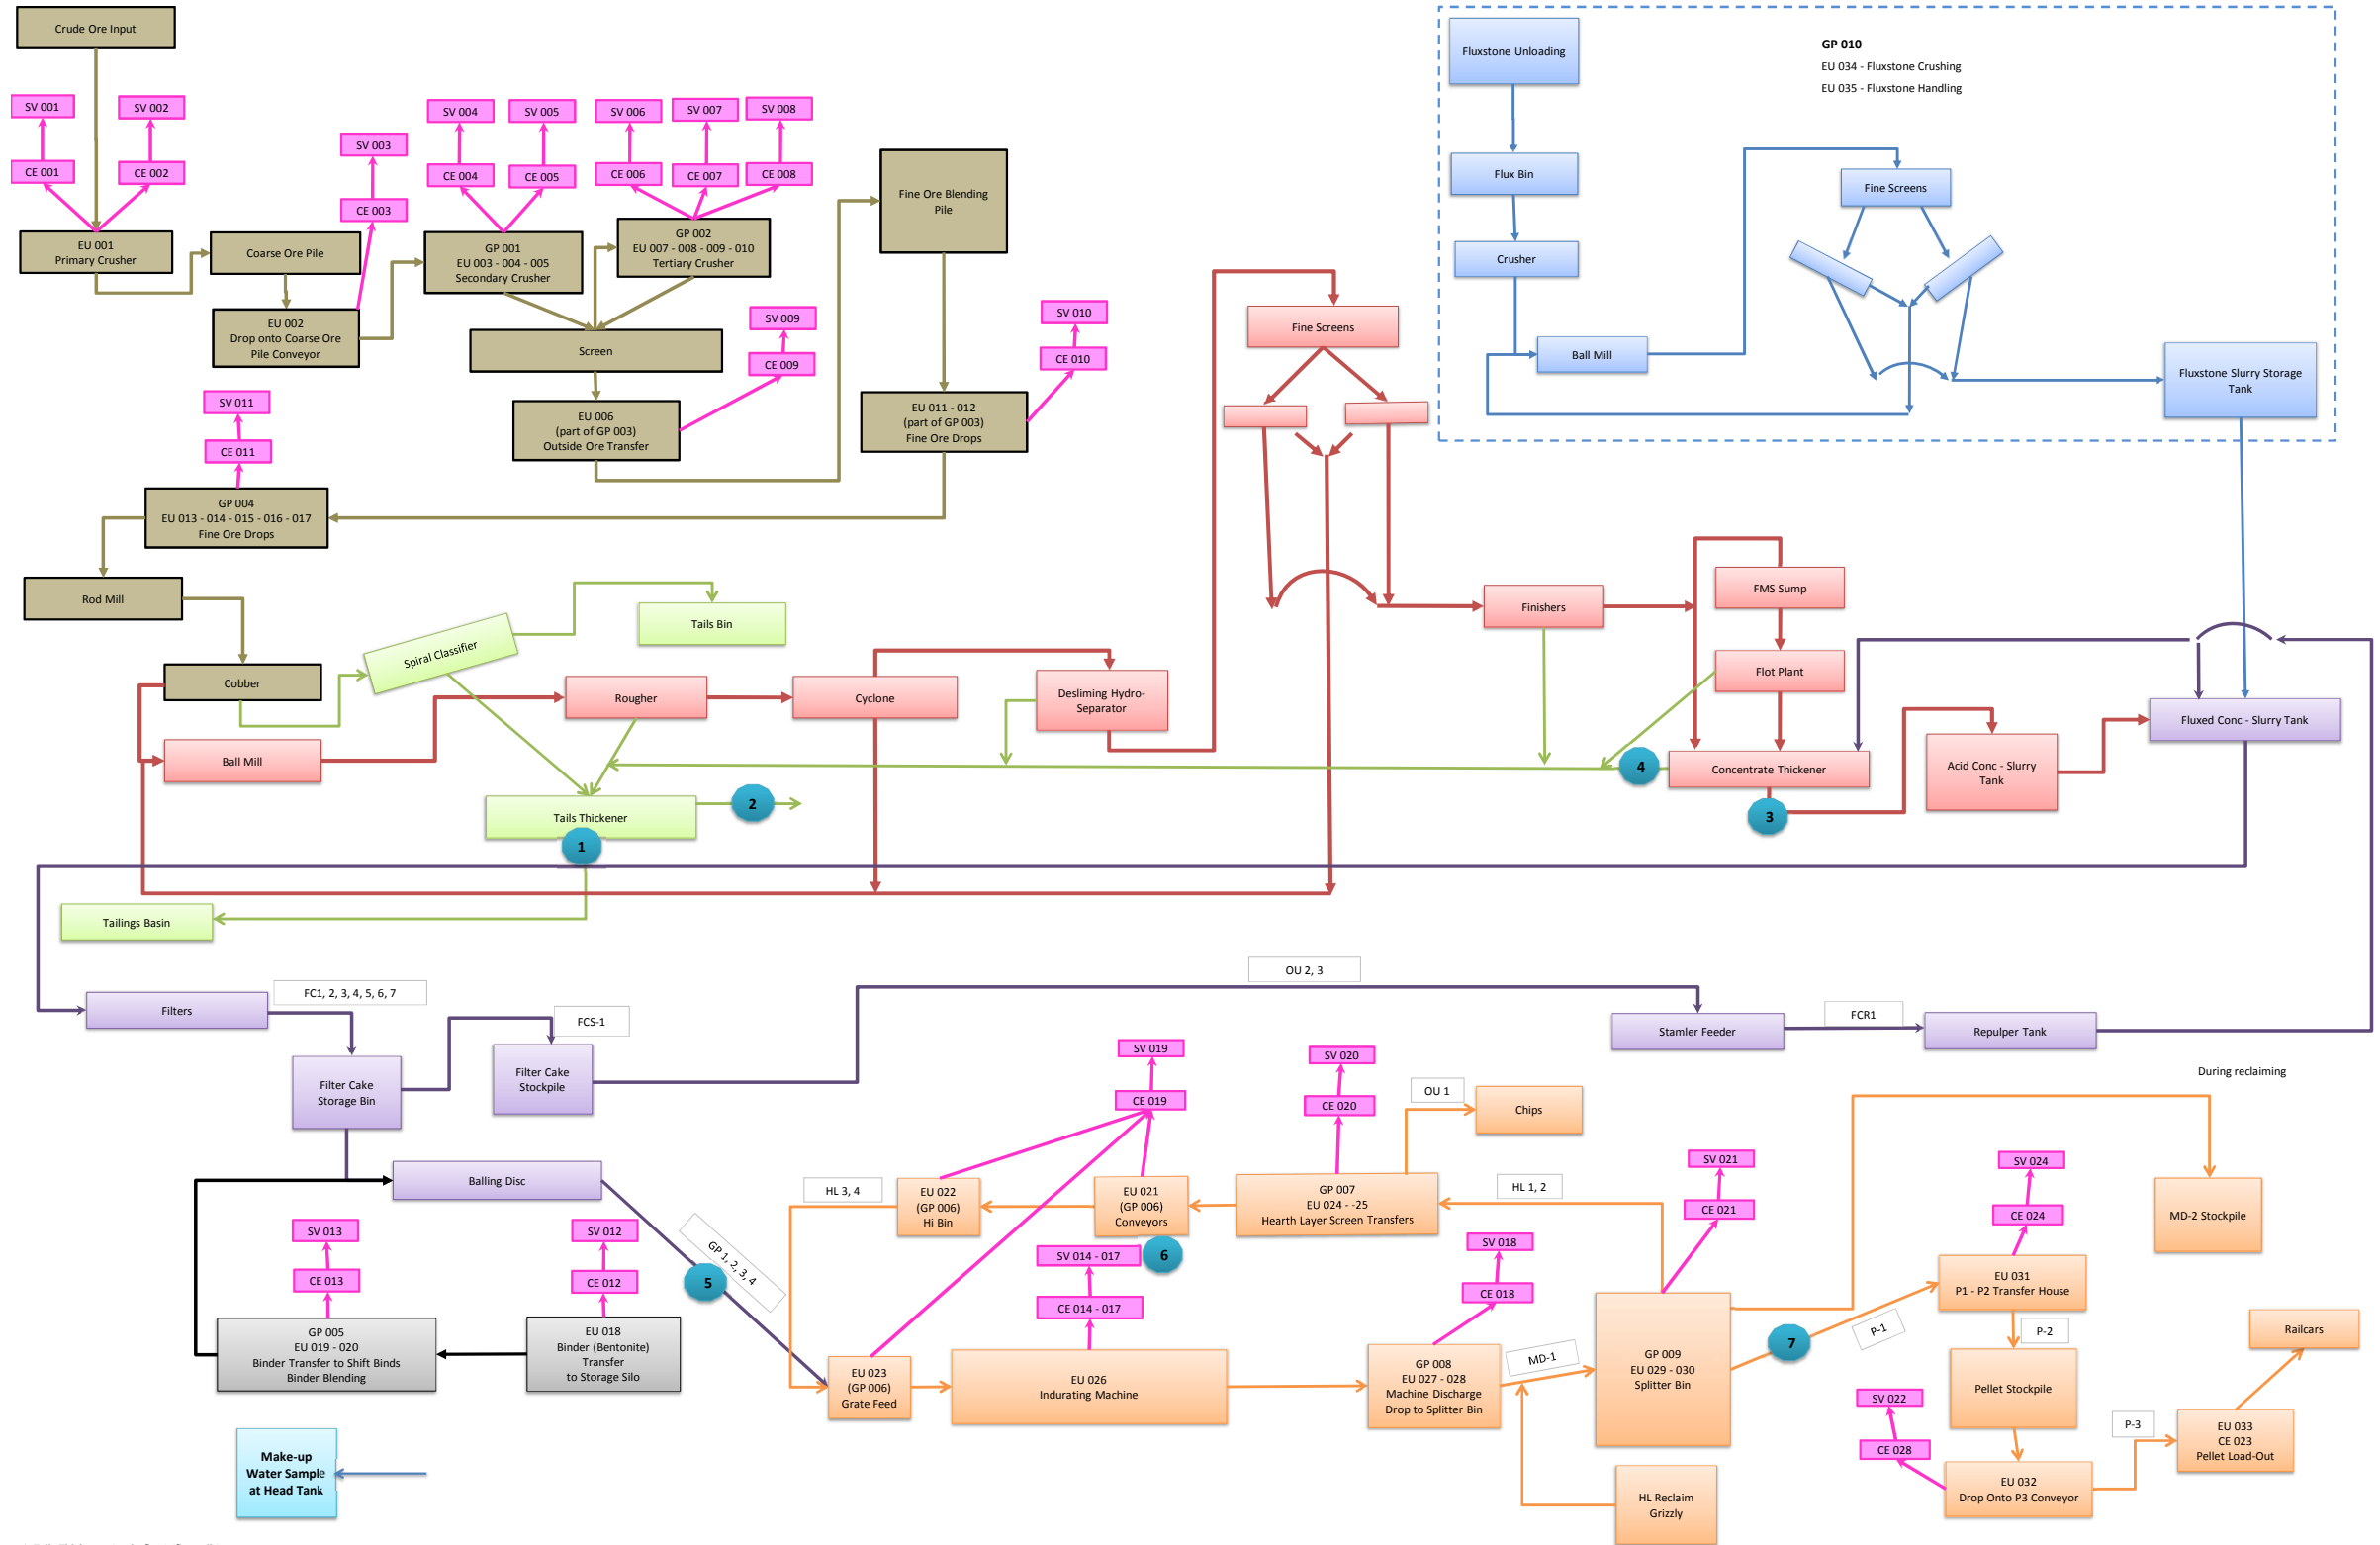 Crude Ore Input
SV 001
SV 002
CE 001
CE 002
SV 003
CE 003
SV 004
SV 005
SV 006
SV 007
SV 008
CE 004
CE 005
CE 006
CE 007
CE 008
EU 001
Primary Crusher
Coarse Ore Pile
EU 002
Drop onto Coarse Ore
Pile Conveyor
GP 001
EU 003 - 004 - 005
Secondary Crusher
GP 002
EU 007 - 008 - 009 - 010
Tertiary Crusher
Screen
EU 006
(part of GP 003)
Outside Ore Transfer
SV 009
CE 009
Fine Ore Blending
Pile
SV 010
CE 010
EU 011 - 012
(part of GP 003)
Fine Ore Drops
SV 011
CE 011
GP 004
EU 013 - 014 - 015 - 016 - 017
Fine Ore Drops
Rod Mill
Cobber
Spiral Classifier
Tails Bin
Ball Mill
Rougher
Cyclone
Desliming Hydro-
Separator
Tails Thickener
1
2
Tailings Basin
Fine Screens
Finishers
FMS Sump
Flot Plant
Concentrate Thickener
4
3
Acid Conc - Slurry
Tank
Fluxed Conc - Slurry Tank
Fluxstone Unloading
Flux Bin
Crusher
Ball Mill
Fine Screens
GP 010
EU 034 - Fluxstone Crushing
EU 035 - Fluxstone Handling
Fluxstone Slurry Storage
Tank
Filters
FC1, 2, 3, 4, 5, 6, 7
Filter Cake
Storage Bin
FCS-1
Filter Cake
Stockpile
OU 2, 3
Stamler Feeder
FCR1
Repulper Tank
During reclaiming
Balling Disc
SV 013
CE 013
GP 005
EU 019 - 020
Binder Transfer to Shift Binds
Binder Blending
SV 012
CE 012
EU 018
Binder (Bentonite)
Transfer
to Storage Silo
GP 1, 2, 3, 4
5
HL 3, 4
SV 019
CE 019
EU 022
(GP 006)
Hi Bin
EU 021
(GP 006)
Conveyors
6
SV 014 - 017
CE 014 - 017
EU 023
(GP 006)
Grate Feed
EU 026
Indurating Machine
SV 020
CE 020
GP 007
EU 024 - -25
Hearth Layer Screen Transfers
OU 1
Chips
HL 1, 2
SV 018
CE 018
GP 008
EU 027 - 028
Machine Discharge
Drop to Splitter Bin
MD-1
SV 021
CE 021
GP 009
EU 029 - 030
Splitter Bin
HL Reclaim
Grizzly
7
P-1
SV 024
CE 024
EU 031
P1 - P2 Transfer House
P-2
Pellet Stockpile
MD-2 Stockpile
SV 022
CE 028
EU 032
Drop Onto P3 Conveyor
P-3
EU 033
CE 023
Pellet Load-Out
Railcars
Make-up
Water Sample
at Head Tank